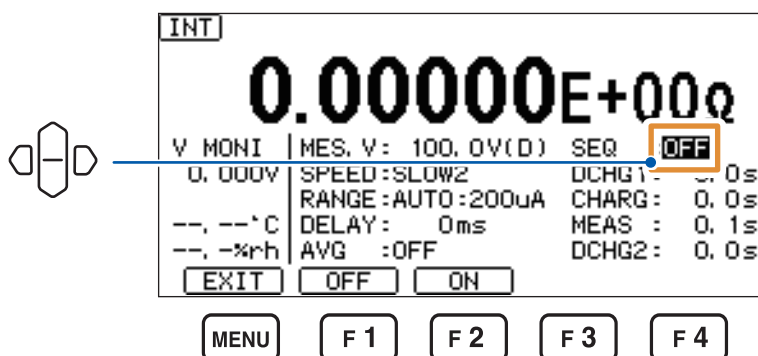 INT
0.00000E+00Ω
V MONI MES.V: 100.0V(D) SEQ OFF
0.000V SPEED:SLOW2 DCHG1: 0.0s
RANGE:AUTO:200uA CHARG: 0.0s
--.--°C DELAY: 0ms MEAS : 0.1s
--.-%rh AVG :OFF DCHG2: 0.0s
EXIT OFF ON
MENU F1 F2 F3 F4